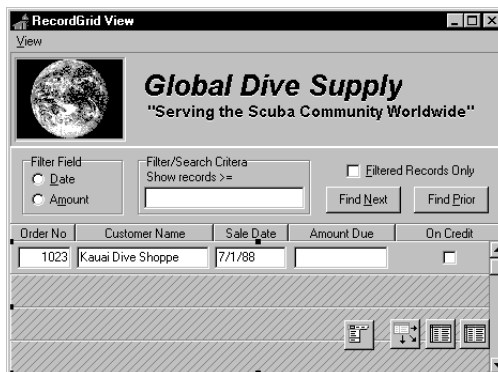 RecordGrid View
View
Global Dive Supply
"Serving the Scuba Community Worldwide"
Filter Field
Date
Amount
Filter/Search Critera
Show records >=
Filtered Records Only
Find Next
Find Prior
Order No Customer Name Sale Date Amount Due On Credit
1023 Kauai Dive Shoppe 7/1/88